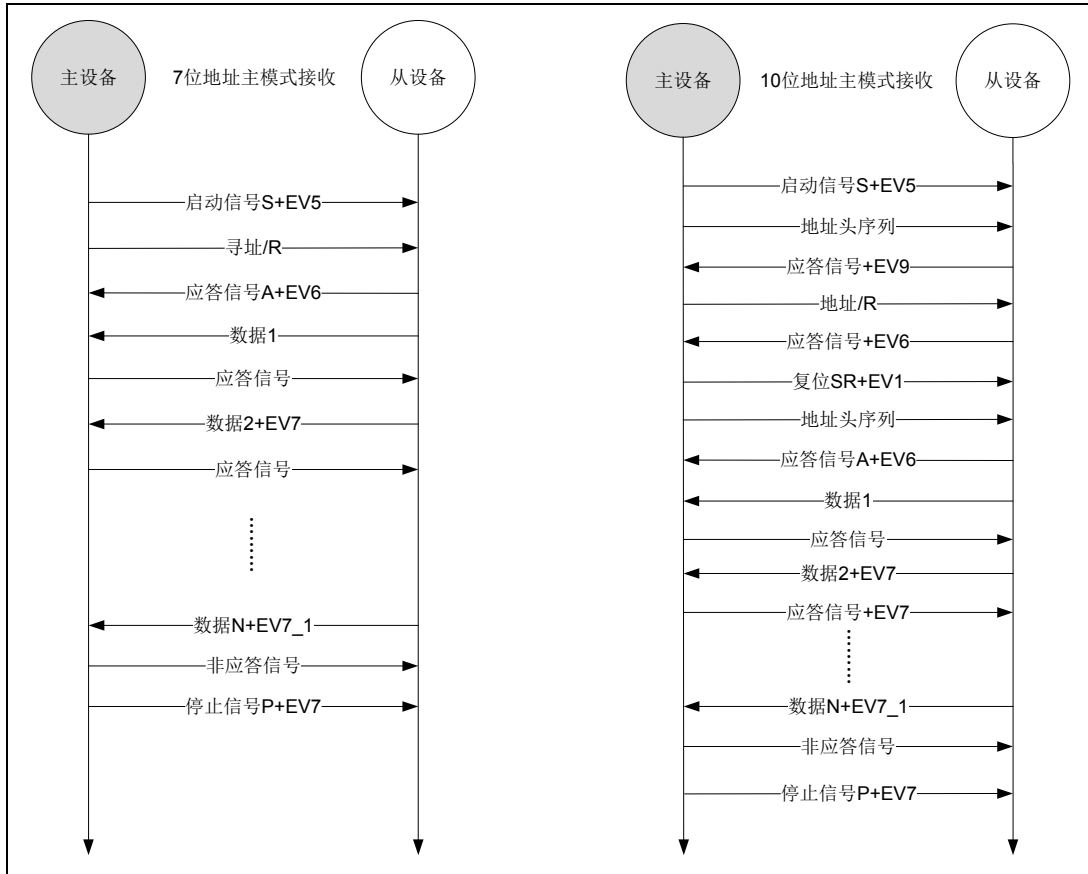 主设备
7位地址主模式接收
从设备
启动信号S+EV5
寻址/R
应答信号A+EV6
数据1
应答信号
数据2+EV7
应答信号
数据N+EV7_1
非应答信号
停止信号P+EV7
主设备
10位地址主模式接收
从设备
启动信号S+EV5
地址头序列
应答信号+EV9
地址/R
应答信号+EV6
复位SR+EV1
地址头序列
应答信号A+EV6
数据1
应答信号
数据2+EV7
应答信号+EV7
数据N+EV7_1
非应答信号
停止信号P+EV7